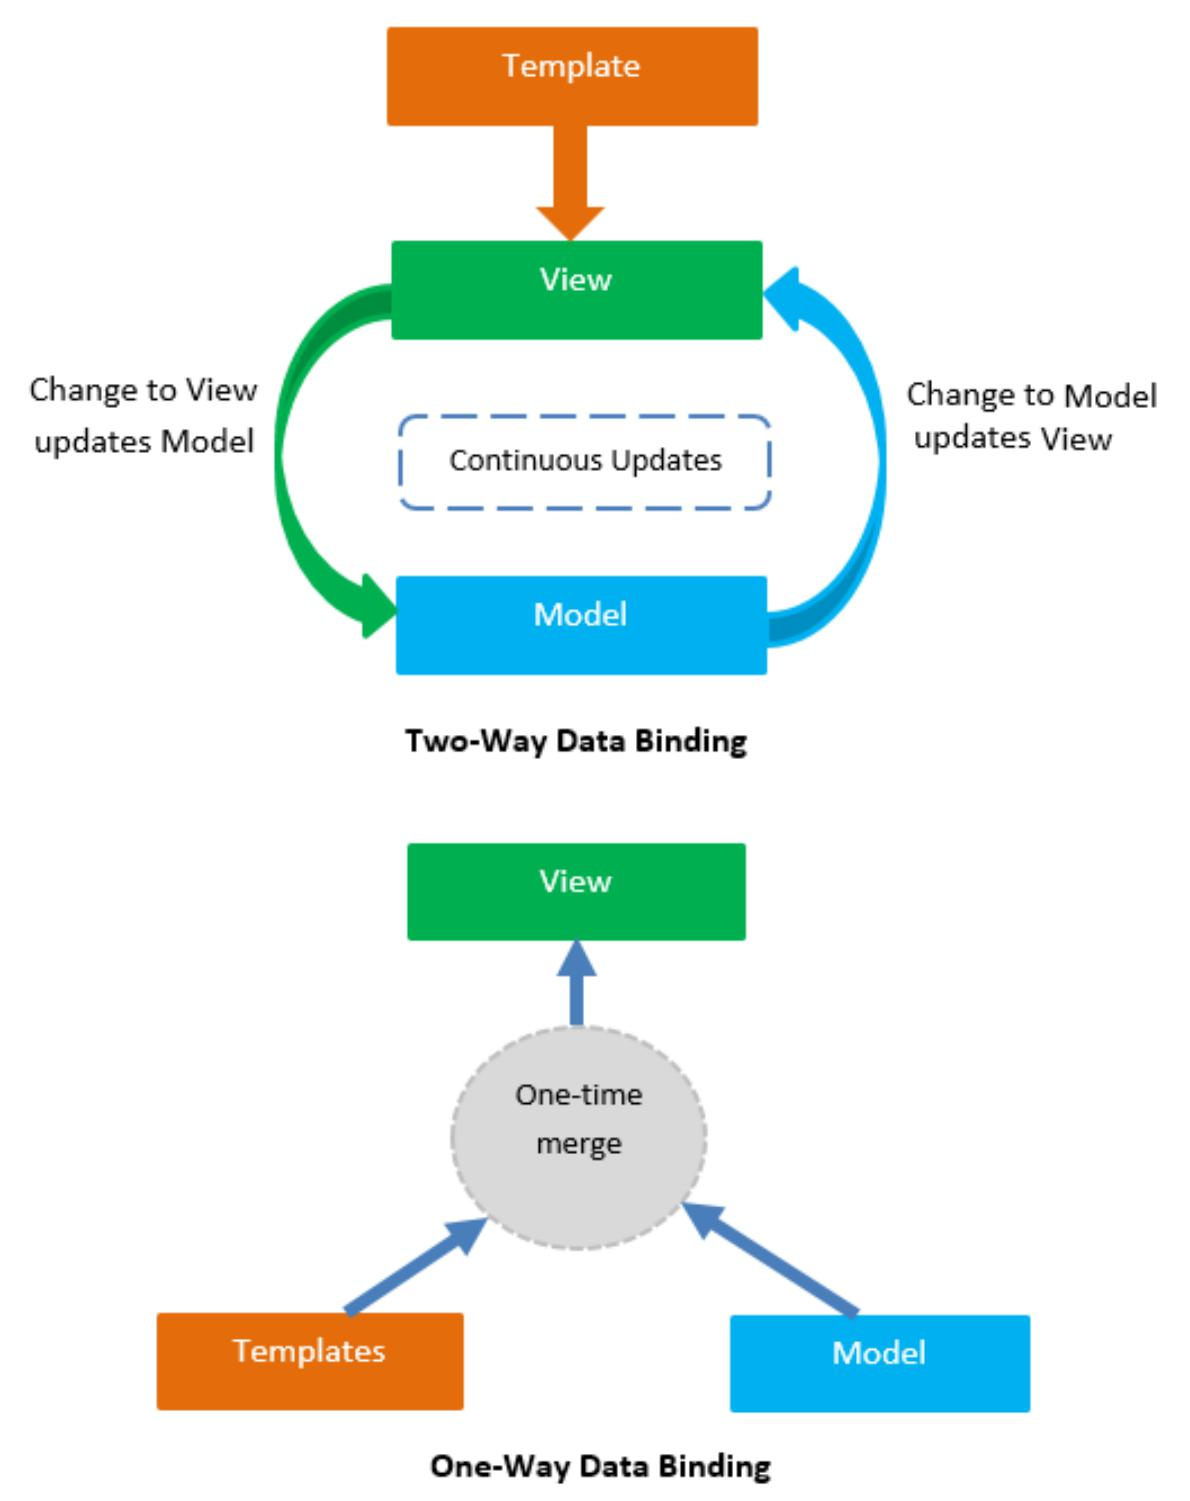 Template
View
Change to View
updates Model
Continuous Updates
Change to Model
updates View
Model
Two-Way Data Binding
View
One-time
merge
Templates
Model
One-Way Data Binding